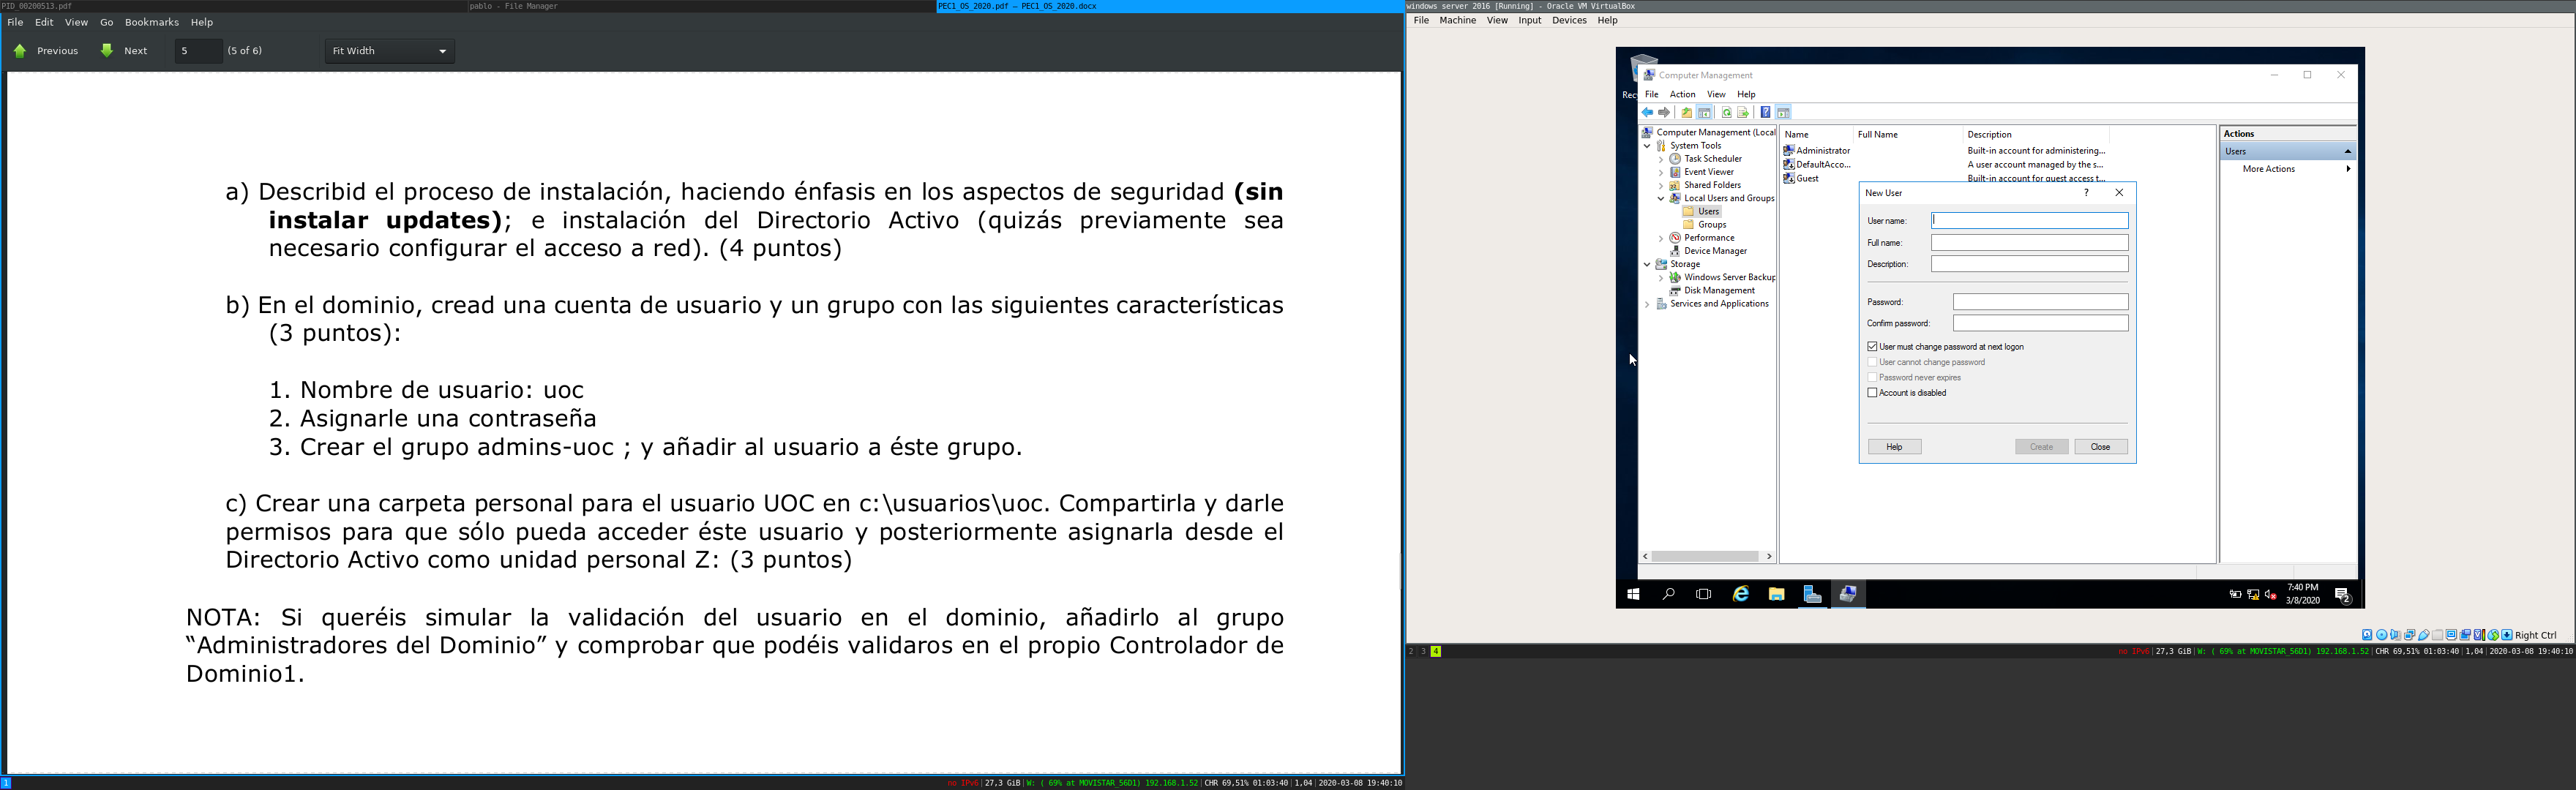 PID_00200513.pdf
pablo - File Manager
PEC1_OS_2020.pdf — PEC1_OS_2020.docx
File Edit View Go Bookmarks Help
Previous Next 5 (5 of 6) Fit Width
a) Describid el proceso de instalación, haciendo énfasis en los aspectos de seguridad (sin
instalar updates); e instalación del Directorio Activo (quizás previamente sea
necesario configurar el acceso a red). (4 puntos)
b) En el dominio, cread una cuenta de usuario y un grupo con las siguientes características
(3 puntos):
1. Nombre de usuario: uoc
2. Asignarle una contraseña
3. Crear el grupo admins-uoc ; y añadir al usuario a éste grupo.
c) Crear una carpeta personal para el usuario UOC en c:\usuarios\uoc. Compartirla y darle
permisos para que sólo pueda acceder éste usuario y posteriormente asignarla desde el
Directorio Activo como unidad personal Z: (3 puntos)
NOTA: Si queréis simular la validación del usuario en el dominio, añadirlo al grupo
“Administradores del Dominio” y comprobar que podéis validaros en el propio Controlador de
Dominio1.
1
no IPv6| 27,3 GiB| W: ( 69% at MOVISTAR_56D1) 192.168.1.52| CHR 69,51% 01:03:40| 1,04| 2020-03-08 19:40:10
windows server 2016 [Running] - Oracle VM VirtualBox
File Machine View Input Devices Help
Rec
Computer Management
File Action View Help
Computer Management (Local
System Tools
Task Scheduler
Event Viewer
Shared Folders
Local Users and Groups
Users
Groups
Performance
Device Manager
Storage
Windows Server Backup
Disk Management
Services and Applications
Name Full Name Description
Administrator Built-in account for administering...
DefaultAcco... A user account managed by the s...
Guest Built-in account for guest access t...
Actions
Users
More Actions
New User
User name:
Full name:
Description:
Password:
Confirm password:
User must change password at next logon
User cannot change password
Password never expires
Account is disabled
Help Create Close
7:40 PM
3/8/2020
2
Right Ctrl
2 3 4
no IPv6| 27,3 GiB| W: ( 69% at MOVISTAR_56D1) 192.168.1.52| CHR 69,51% 01:03:40| 1,04| 2020-03-08 19:40:10